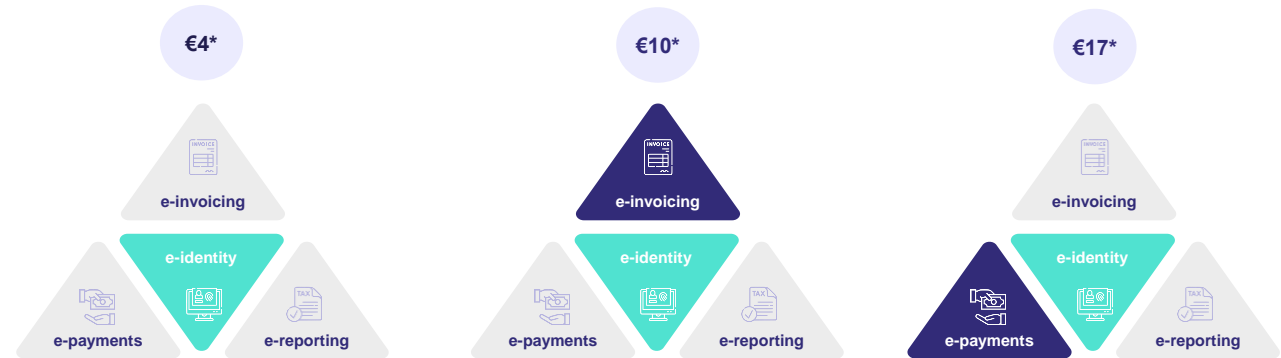 €4*
INVOICE
e-invoicing
e-identity
e-payments
TAX
e-reporting
€10*
INVOICE
e-invoicing
e-identity
e-payments
TAX
e-reporting
€17*
INVOICE
e-invoicing
e-identity
e-payments
TAX
e-reporting